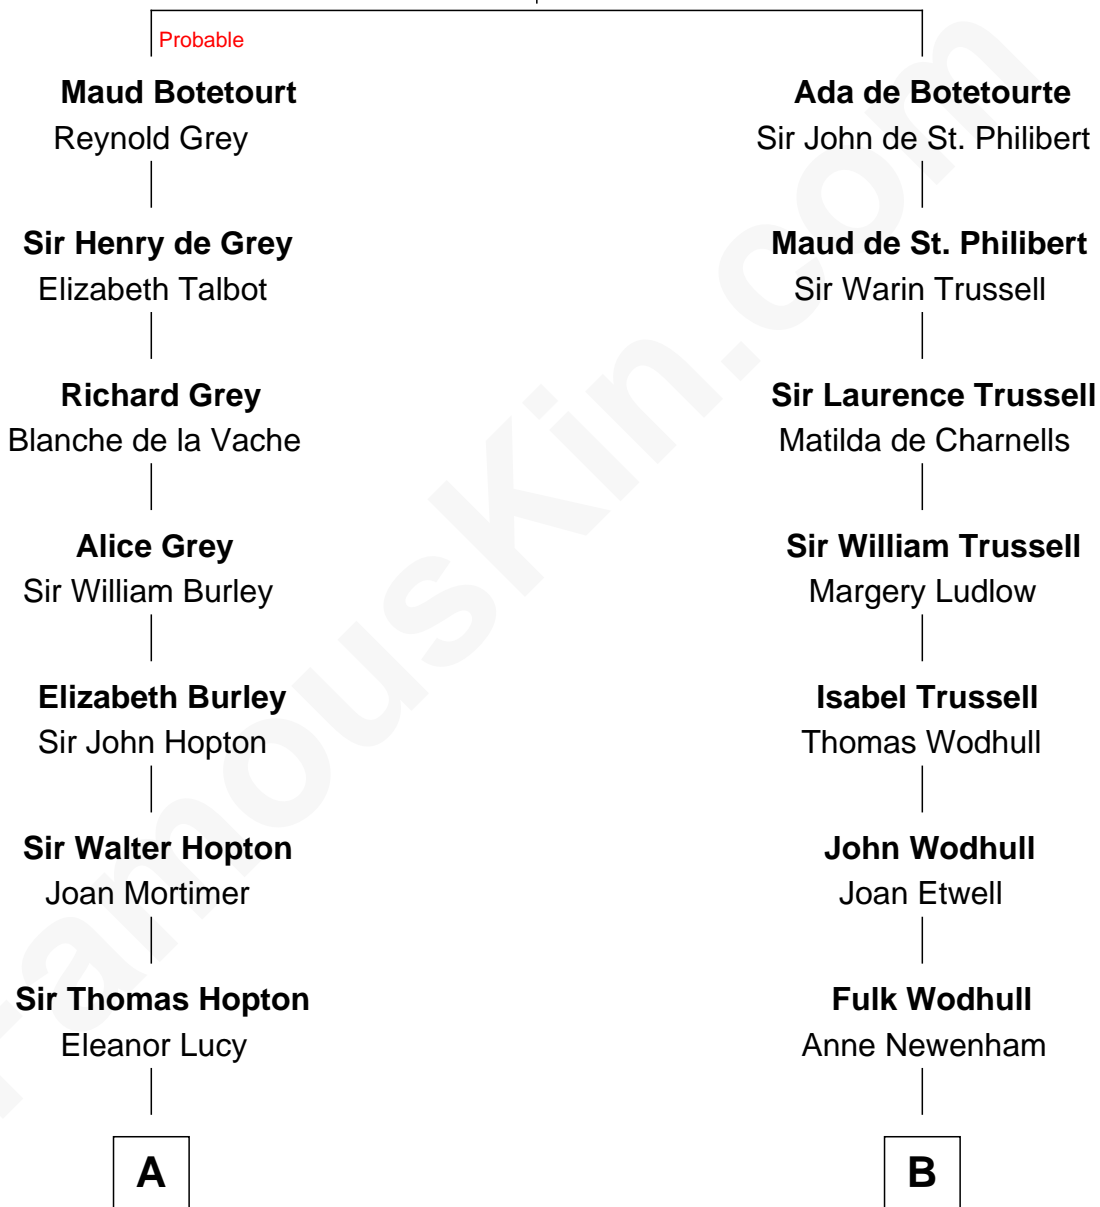 Probable
Maud Botetourt
Reynold Grey
Sir Henry de Grey
Elizabeth Talbot
Richard Grey
Blanche de la Vache
Alice Grey
Sir William Burley
Elizabeth Burley
Sir John Hopton
Sir Walter Hopton
Joan Mortimer
Sir Thomas Hopton
Eleanor Lucy
A
Ada de Botetourte
Sir John de St. Philibert
Maud de St. Philibert
Sir Warin Trussell
Sir Laurence Trussell
Matilda de Charnells
Sir William Trussell
Margery Ludlow
Isabel Trussell
Thomas Wodhull
John Wodhull
Joan Etwell
Fulk Wodhull
Anne Newenham
B
FamousKin.com